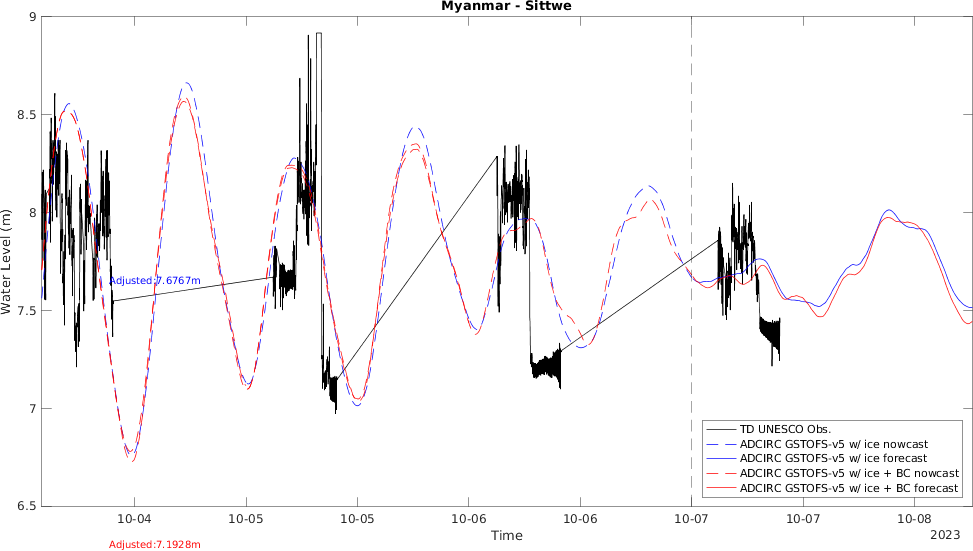 Myanmar - Sittwe
9
8.5
8
7.5
7
6.5
Water Level (m)
Adjusted:7.6767m
TD UNESCO Obs.
ADCIRC GSTOFS-v5 w/ ice nowcast
ADCIRC GSTOFS-v5 w/ ice forecast
ADCIRC GSTOFS-v5 w/ ice + BC nowcast
ADCIRC GSTOFS-v5 w/ ice + BC forecast
10-04 10-05 10-05 10-06 10-06 10-07 10-07 10-08
Time
2023
Adjusted:7.1928m